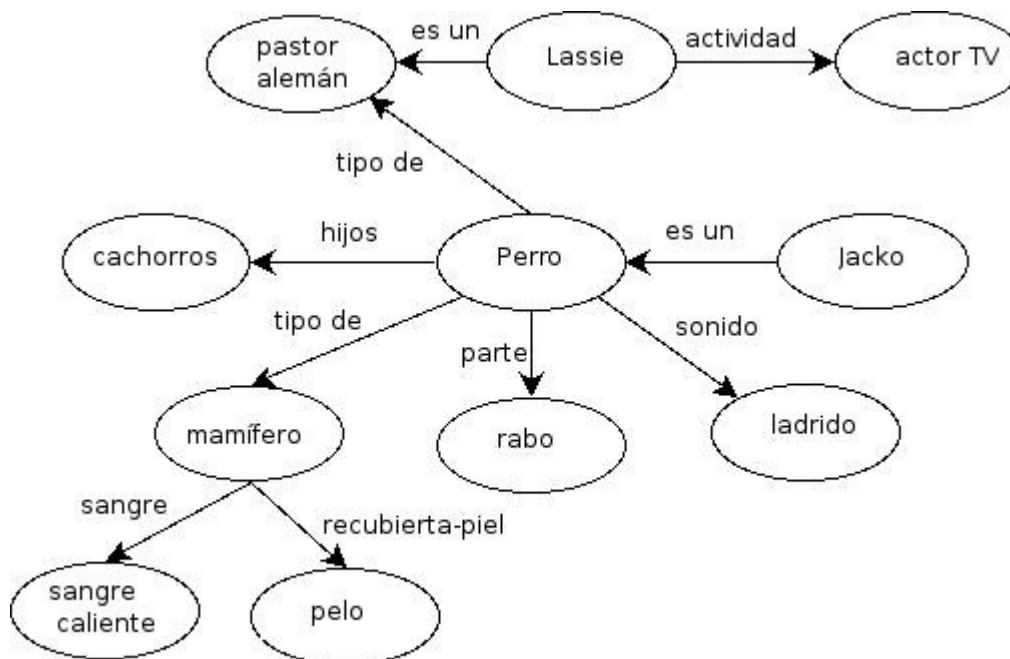 es un
pastor
alemán
Lassie
actividad
actor TV
tipo de
hijos
es un
cachorros
Perro
Jacko
tipo de
parte
sonido
mamífero
rabo
ladrido
sangre
recubierta-piel
sangre
caliente
pelo